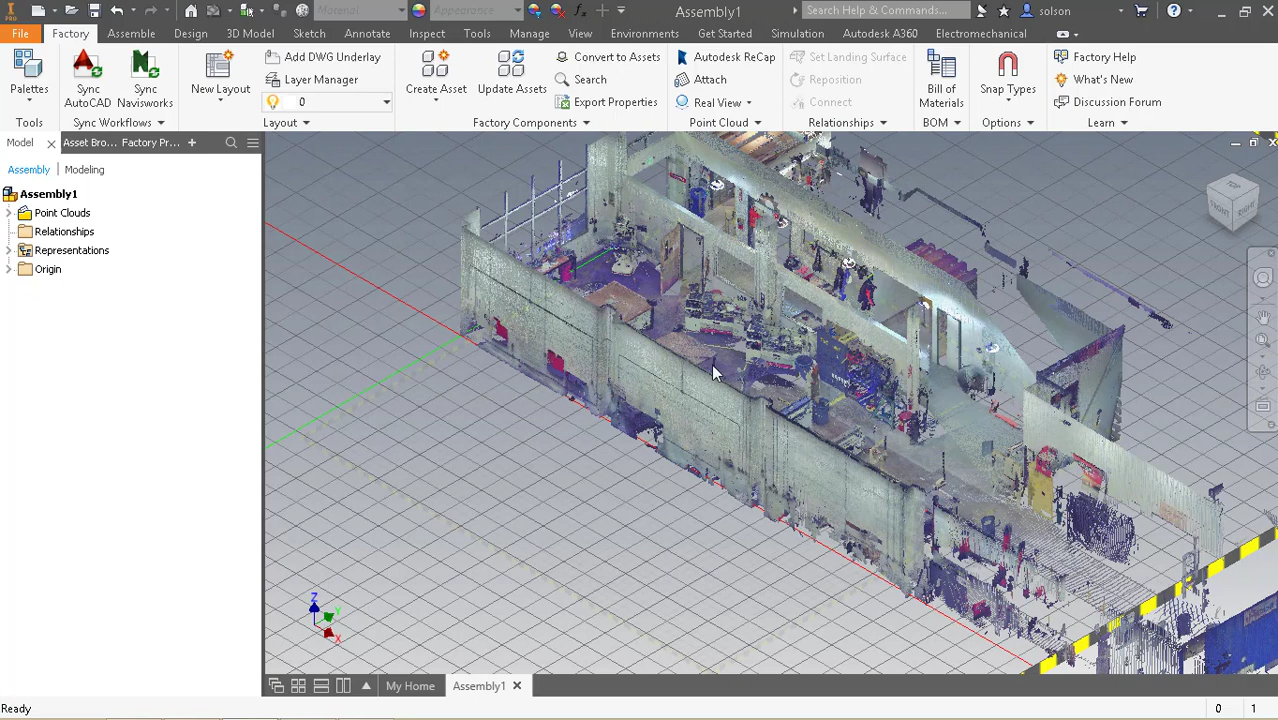 PRO
Material
Appearance
Assembly1
Search Help & Commands...
solson
File
Factory
Assemble
Design
3D Model
Sketch
Annotate
Inspect
Tools
Manage
View
Environments
Get Started
Simulation
Autodesk A360
Electromechanical
Palettes
Tools
Sync AutoCAD
Sync Navisworks
Sync Workflows
New Layout
Add DWG Underlay
Layer Manager
0
Layout
Create Asset
Update Assets
Convert to Assets
Search
Export Properties
Factory Components
Autodesk ReCap
Attach
Real View
Point Cloud
Set Landing Surface
Reposition
Connect
Relationships
Bill of Materials
BOM
Snap Types
Options
Factory Help
What's New
Discussion Forum
Learn
Model
Asset Bro...
Factory Pr...
Assembly
Modeling
Assembly1
Point Clouds
Relationships
Representations
Origin
FRONT
RIGHT
Z
Y
X
My Home
Assembly1
Ready
0
1